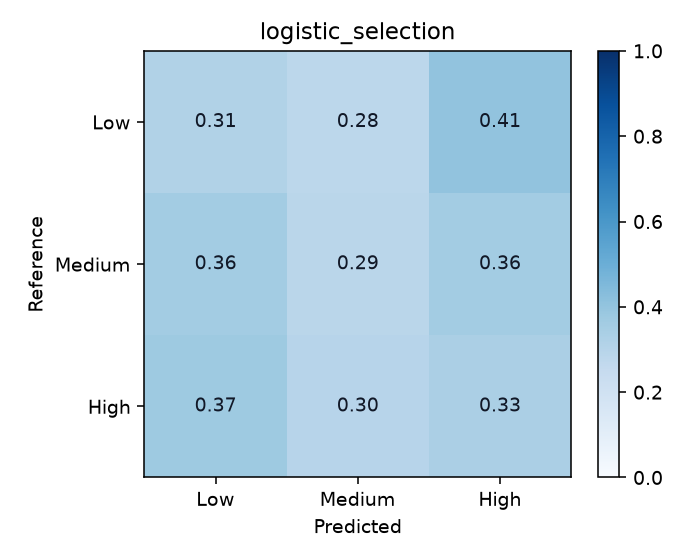 logistic_selection
Low 0.31 0.28 0.41
Medium 0.36 0.29 0.36
High 0.37 0.30 0.33
Low Medium High
Predicted
Reference
1.0
0.8
0.6
0.4
0.2
0.0